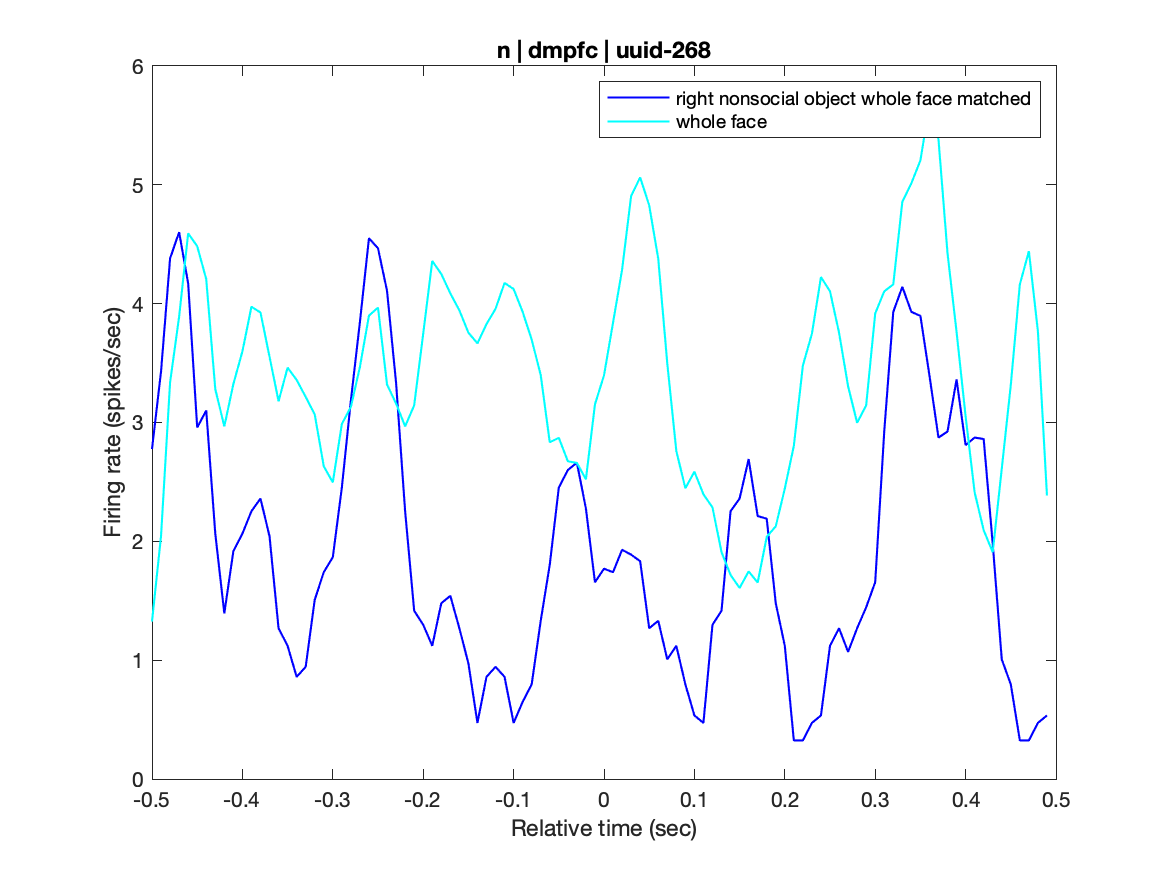 n | dmpfc | uuid-268
right nonsocial object whole face matched
whole face
6
5
4
3
2
1
0
Firing rate (spikes/sec)
-0.5 -0.4 -0.3 -0.2 -0.1 0 0.1 0.2 0.3 0.4 0.5
Relative time (sec)